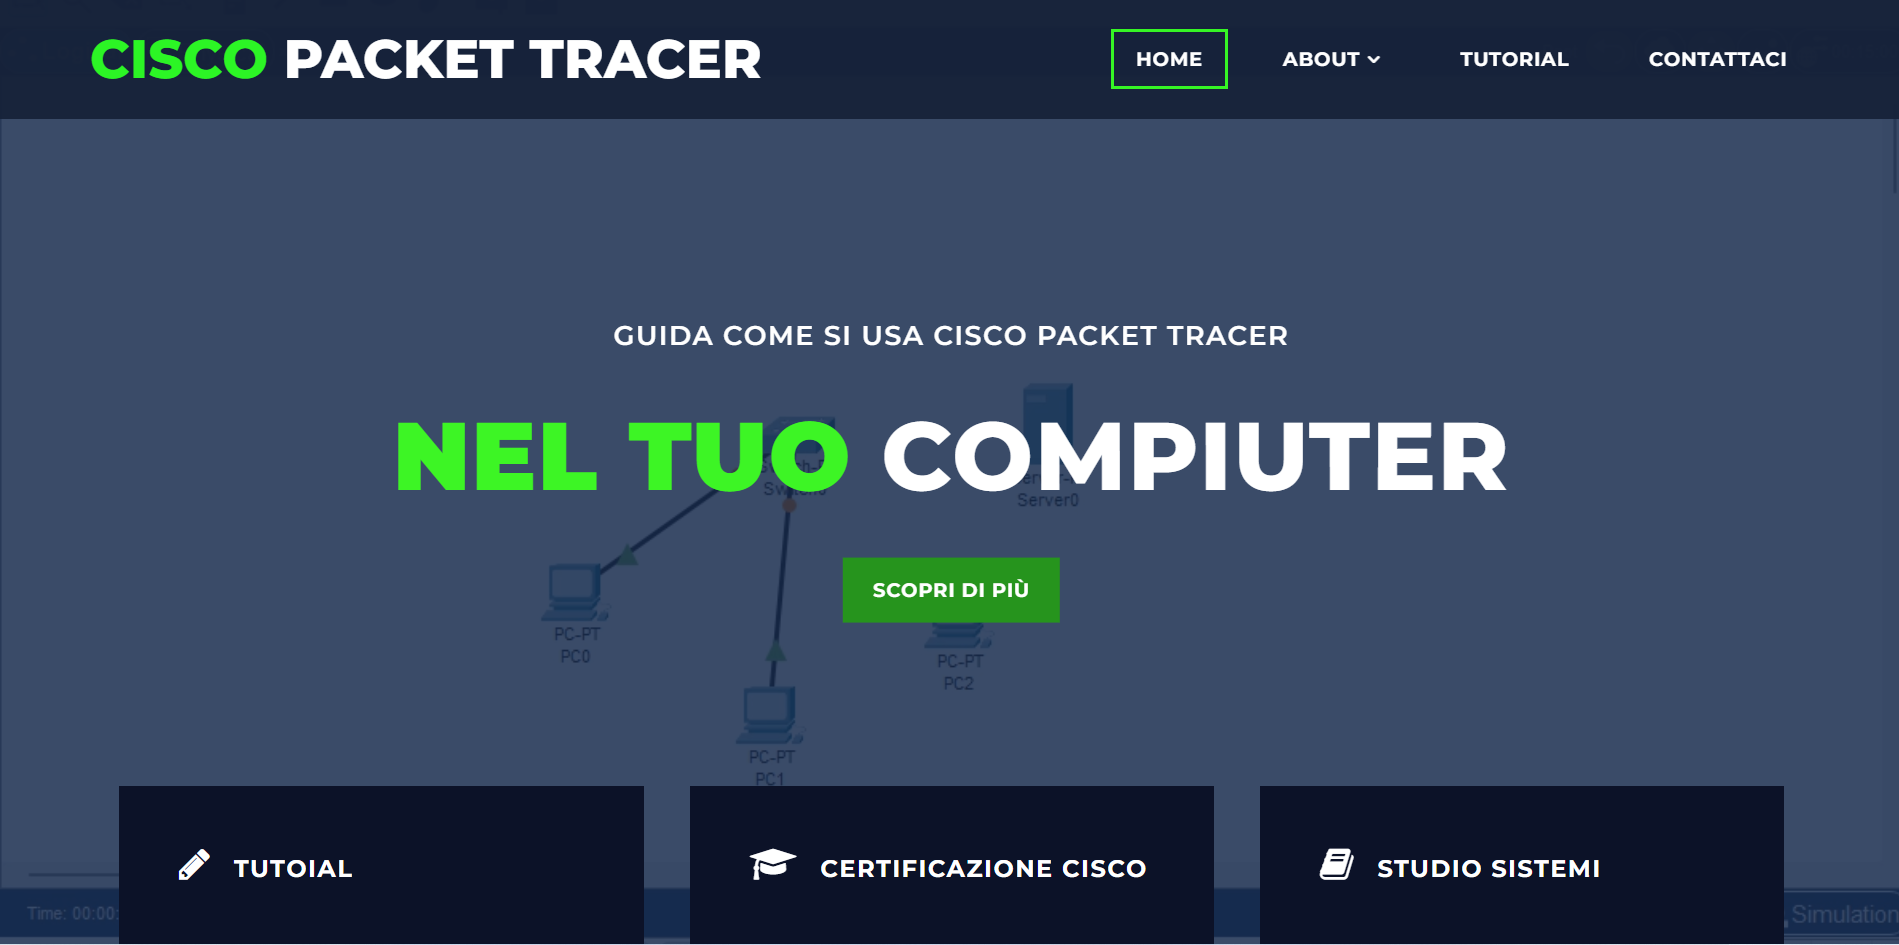 CISCO PACKET TRACER
HOME
ABOUT
TUTORIAL
CONTATTACI
GUIDA COME SI USA CISCO PACKET TRACER
NEL TUO COMPIUTER
Switch0
Server0
SCOPRI DI PIÙ
PC-PT
PC0
PC-PT
PC2
PC-PT
PC1
TUTOIAL
CERTIFICAZIONE CISCO
STUDIO SISTEMI
Time: 00:00:
Simulation